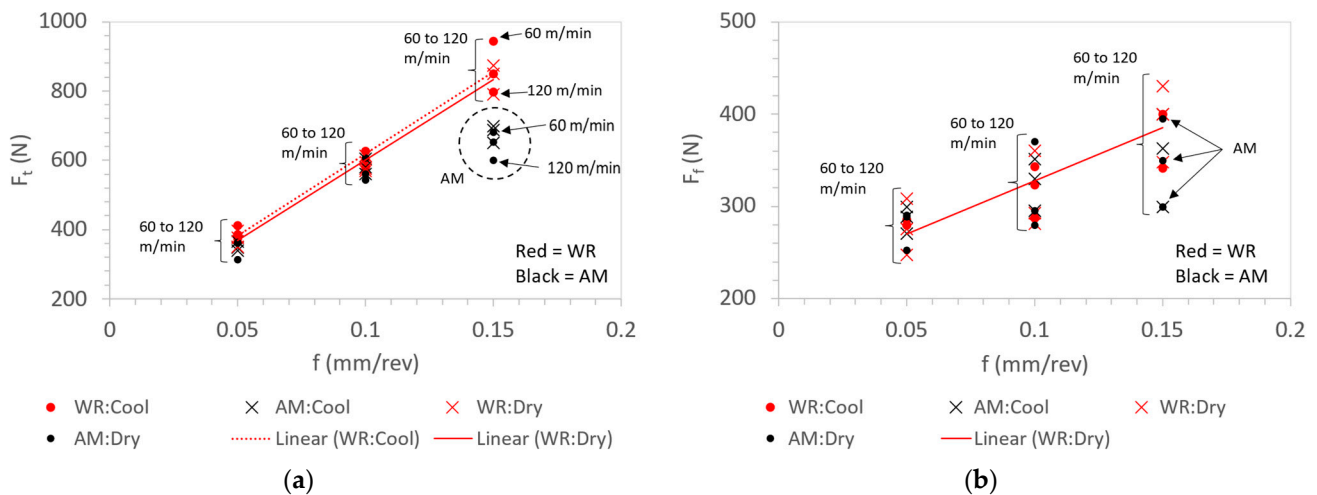 1000
800
600
400
200
F_t (N)
60 to 120
m/min
60 to 120
m/min
60 to 120
m/min
60 m/min
120 m/min
60 m/min
120 m/min
AM
Red = WR
Black = AM
0 0.05 0.1 0.15 0.2
f (mm/rev)
WR:Cool AM:Cool WR:Dry
AM:Dry Linear (WR:Cool) Linear (WR:Dry)
(a)
500
400
300
200
F_f (N)
60 to 120
m/min
60 to 120
m/min
60 to 120
m/min
AM
Red = WR
Black = AM
0 0.05 0.1 0.15 0.2
f (mm/rev)
WR:Cool AM:Cool WR:Dry
AM:Dry Linear (WR:Dry)
(b)